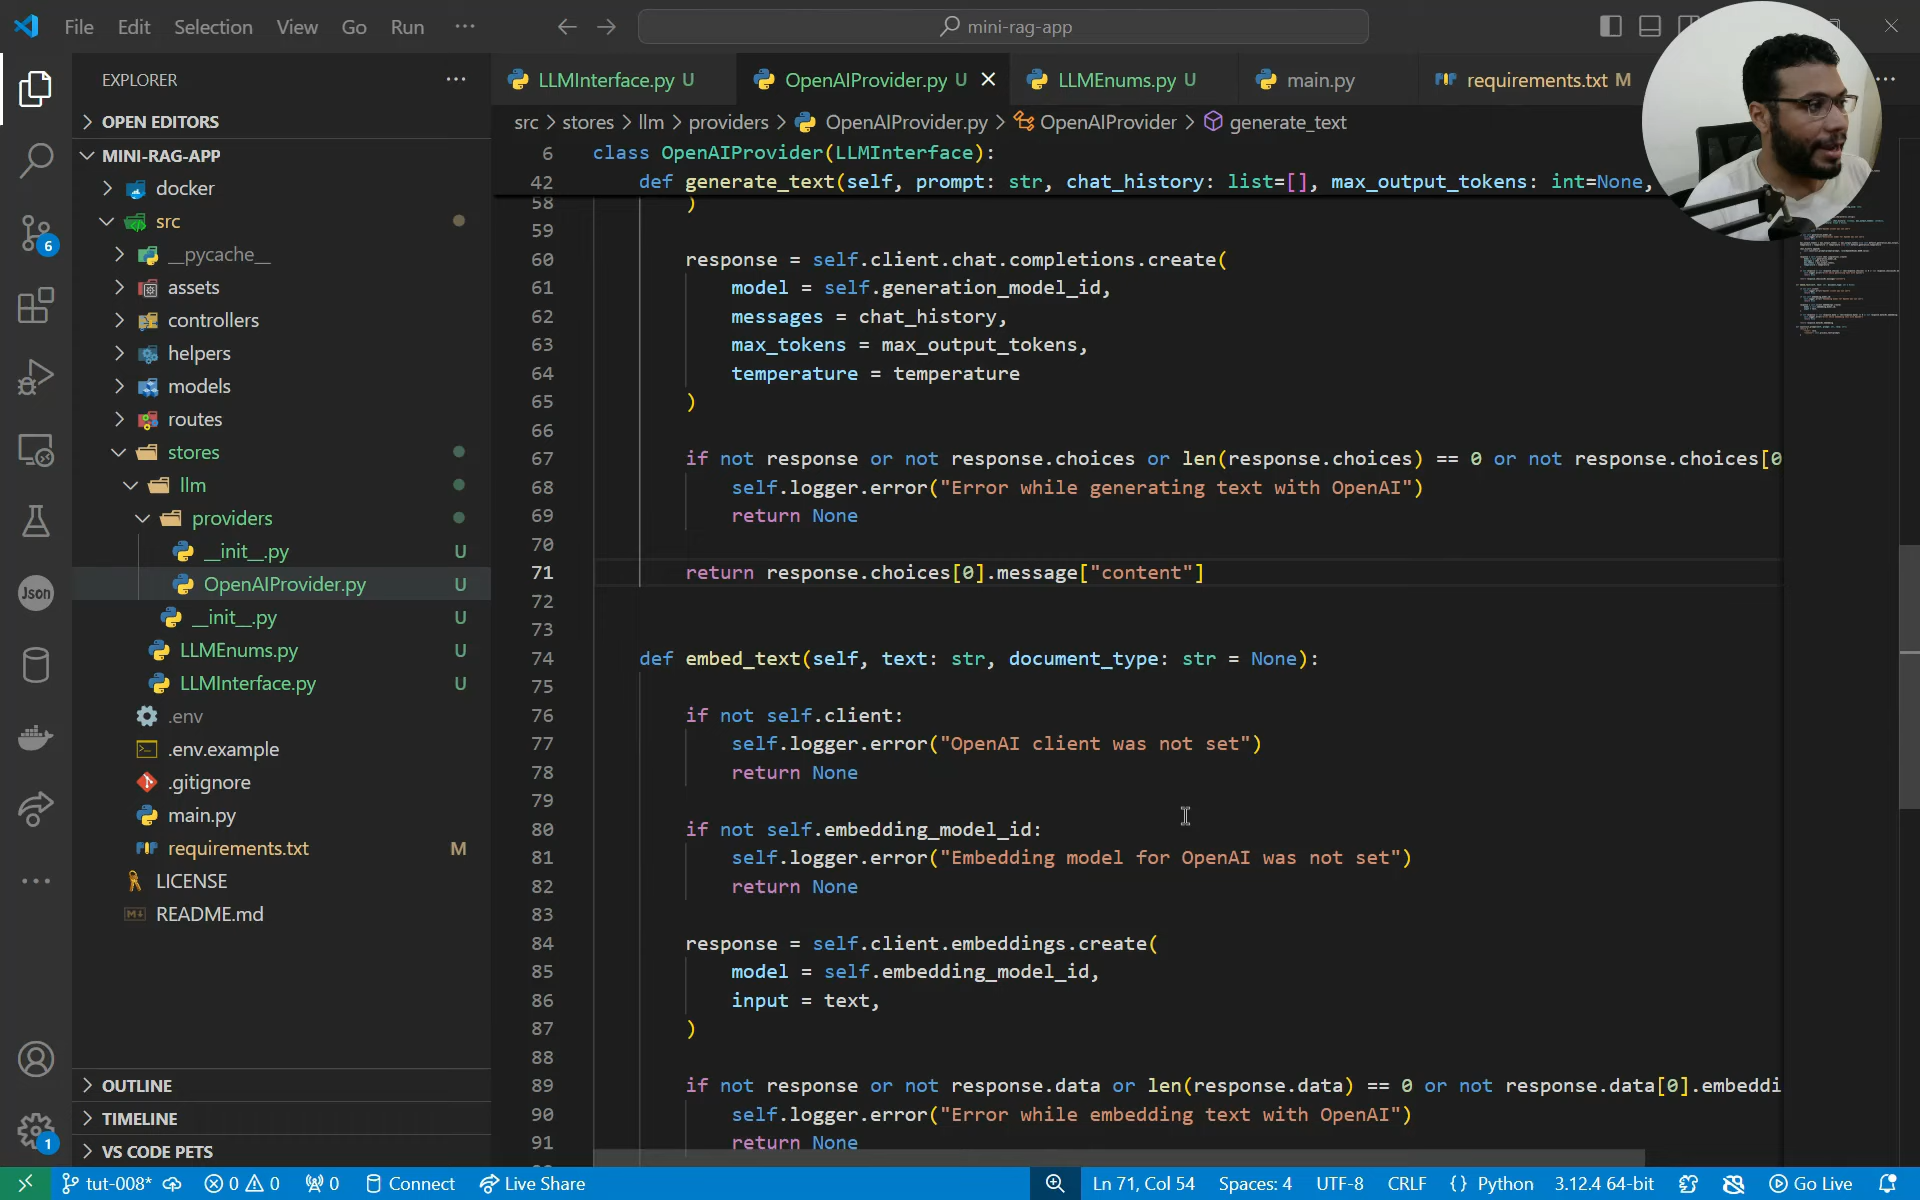 File Edit Selection View Go Run ···
mini-rag-app
EXPLORER
OPEN EDITORS
MINI-RAG-APP
docker
src
__pycache__
assets
controllers
helpers
models
routes
stores
llm
providers
__init__.py U
OpenAIProvider.py U
__init__.py U
LLMEnums.py U
LLMInterface.py U
.env
.env.example
.gitignore
main.py
requirements.txt M
LICENSE
README.md
OUTLINE
TIMELINE
VS CODE PETS
6
Json
1
LLMInterface.py U OpenAIProvider.py U LLMEnums.py U main.py requirements.txt M
src > stores > llm > providers > OpenAIProvider.py > OpenAIProvider > generate_text
6 class OpenAIProvider(LLMInterface):
42 def generate_text(self, prompt: str, chat_history: list=[], max_output_tokens: int=None,
58 )
59
60 response = self.client.chat.completions.create(
61 model = self.generation_model_id,
62 messages = chat_history,
63 max_tokens = max_output_tokens,
64 temperature = temperature
65 )
66
67 if not response or not response.choices or len(response.choices) == 0 or not response.choices[0
68 self.logger.error("Error while generating text with OpenAI")
69 return None
70
71 return response.choices[0].message["content"]
72
73
74 def embed_text(self, text: str, document_type: str = None):
75
76 if not self.client:
77 self.logger.error("OpenAI client was not set")
78 return None
79
80 if not self.embedding_model_id:
81 self.logger.error("Embedding model for OpenAI was not set")
82 return None
83
84 response = self.client.embeddings.create(
85 model = self.embedding_model_id,
86 input = text,
87 )
88
89 if not response or not response.data or len(response.data) == 0 or not response.data[0].embeddi
90 self.logger.error("Error while embedding text with OpenAI")
91 return None
tut-008* 0 0 0 Connect Live Share Ln 71, Col 54 Spaces: 4 UTF-8 CRLF {} Python 3.12.4 64-bit Go Live